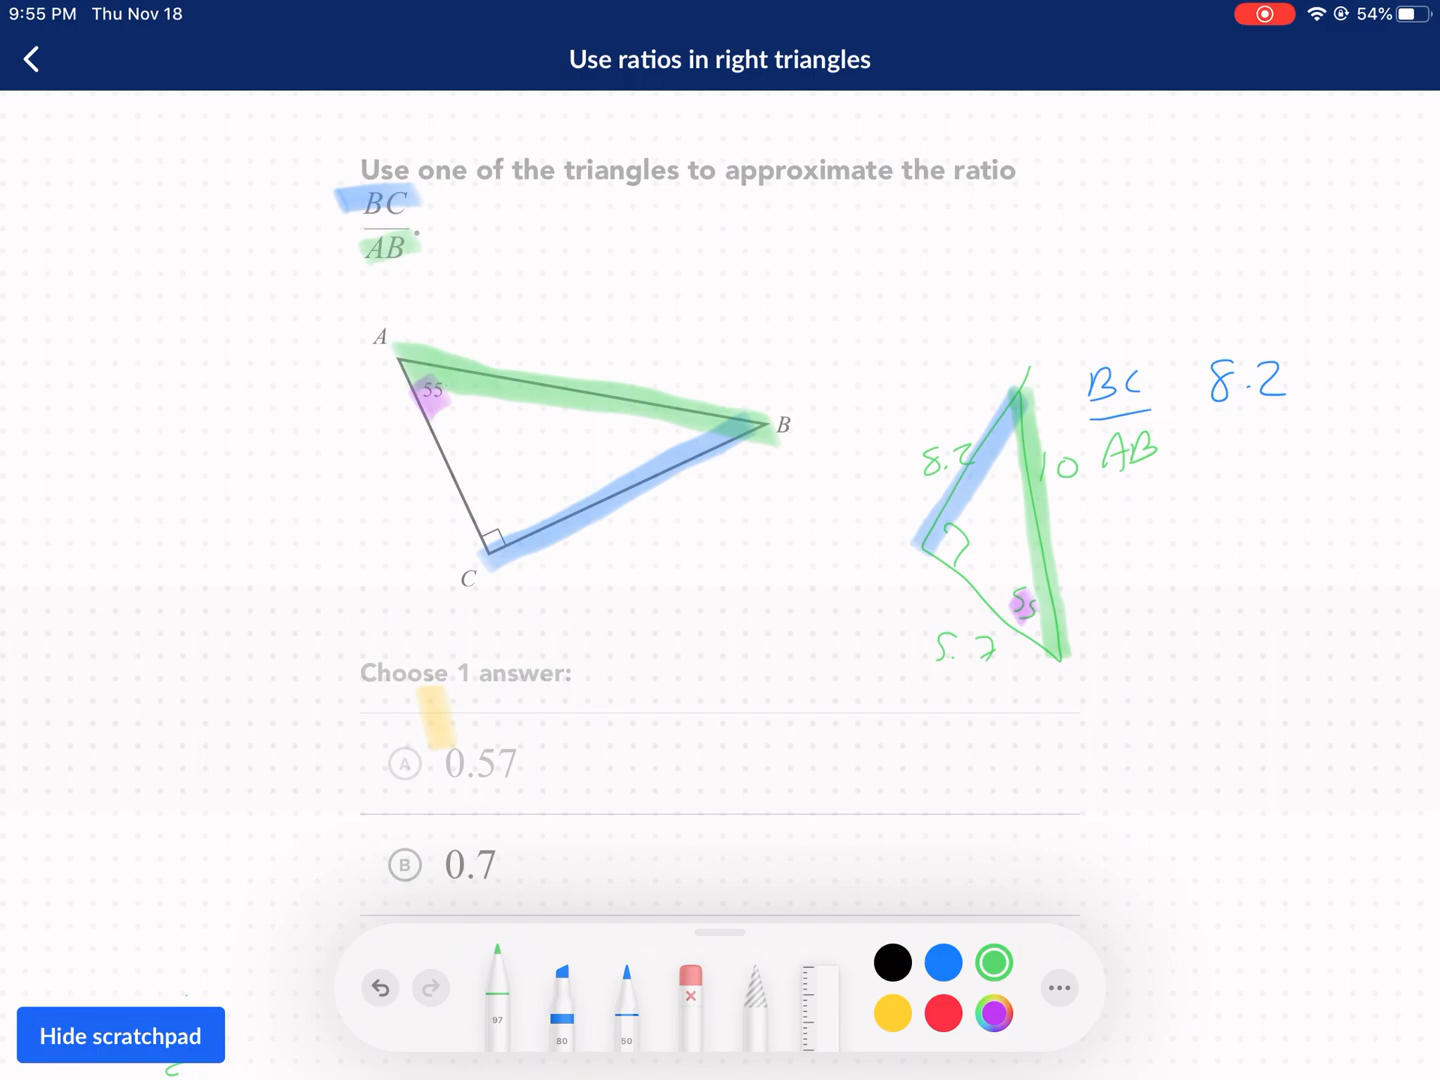 9:55 PM Thu Nov 18
54%
Use ratios in right triangles
Use one of the triangles to approximate the ratio
BC
AB
.
A
55
B
C
BC
8.2
AB
8.2
10
55
5.7
Choose 1 answer:
A 0.57
B 0.7
97
80
50
Hide scratchpad